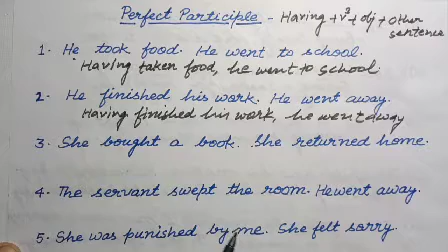 Perfect Participle - Having + v³ + obj + other
sentence
1. He took food. He went to school.
Having taken food, he went to school
2. He finished his work. He went away.
Having finished his work, he went away
3. She bought a book. She returned home.
4. The servant swept the room. He went away.
5. She was punished by me. She felt sorry.